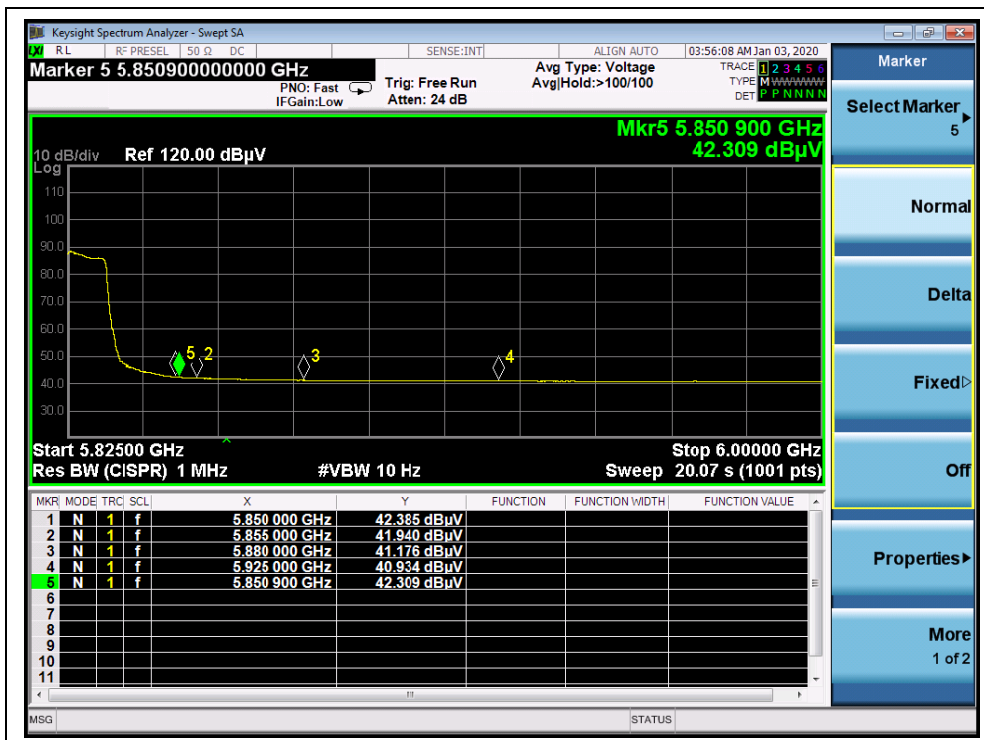 Keysight Spectrum Analyzer - Swept SA
LXI RL RF PRESEL 50 Ω DC SENSE:INT ALIGN AUTO 03:56:08 AM Jan 03, 2020
Marker 5 5.850900000000 GHz
PNO: Fast
IFGain:Low
Trig: Free Run
Atten: 24 dB
Avg Type: Voltage
Avg|Hold:>100/100
TRACE 1 2 3 4 5 6
TYPE M WWWWW
DET P P N N N N
Mkr5 5.850 900 GHz
42.309 dBµV
10 dB/div Ref 120.00 dBµV
Log
110
100
90.0
80.0
70.0
60.0
50.0
40.0
30.0
5 2 3 4
Start 5.82500 GHz Stop 6.00000 GHz
Res BW (CISPR) 1 MHz #VBW 10 Hz Sweep 20.07 s (1001 pts)
MKR MODE TRC SCL X Y FUNCTION FUNCTION WIDTH FUNCTION VALUE
1 N 1 f 5.850 000 GHz 42.385 dBµV
2 N 1 f 5.855 000 GHz 41.940 dBµV
3 N 1 f 5.880 000 GHz 41.176 dBµV
4 N 1 f 5.925 000 GHz 40.934 dBµV
5 N 1 f 5.850 900 GHz 42.309 dBµV
6
7
8
9
10
11
MSG STATUS
Marker
Select Marker
5
Normal
Delta
Fixed
Off
Properties
More
1 of 2